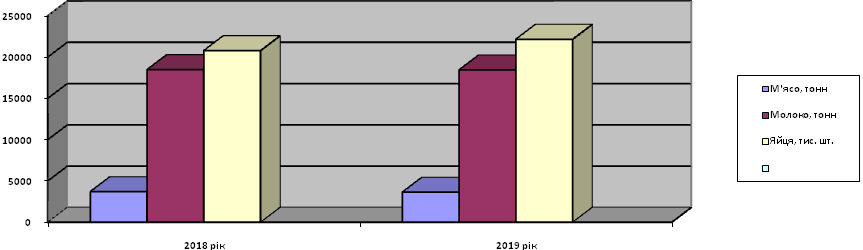 25000
20000
15000
10000
5000
0
2018 рік
2019 рік
М'ясо, тонн
Молоко, тонн
Яйця, тис. шт.